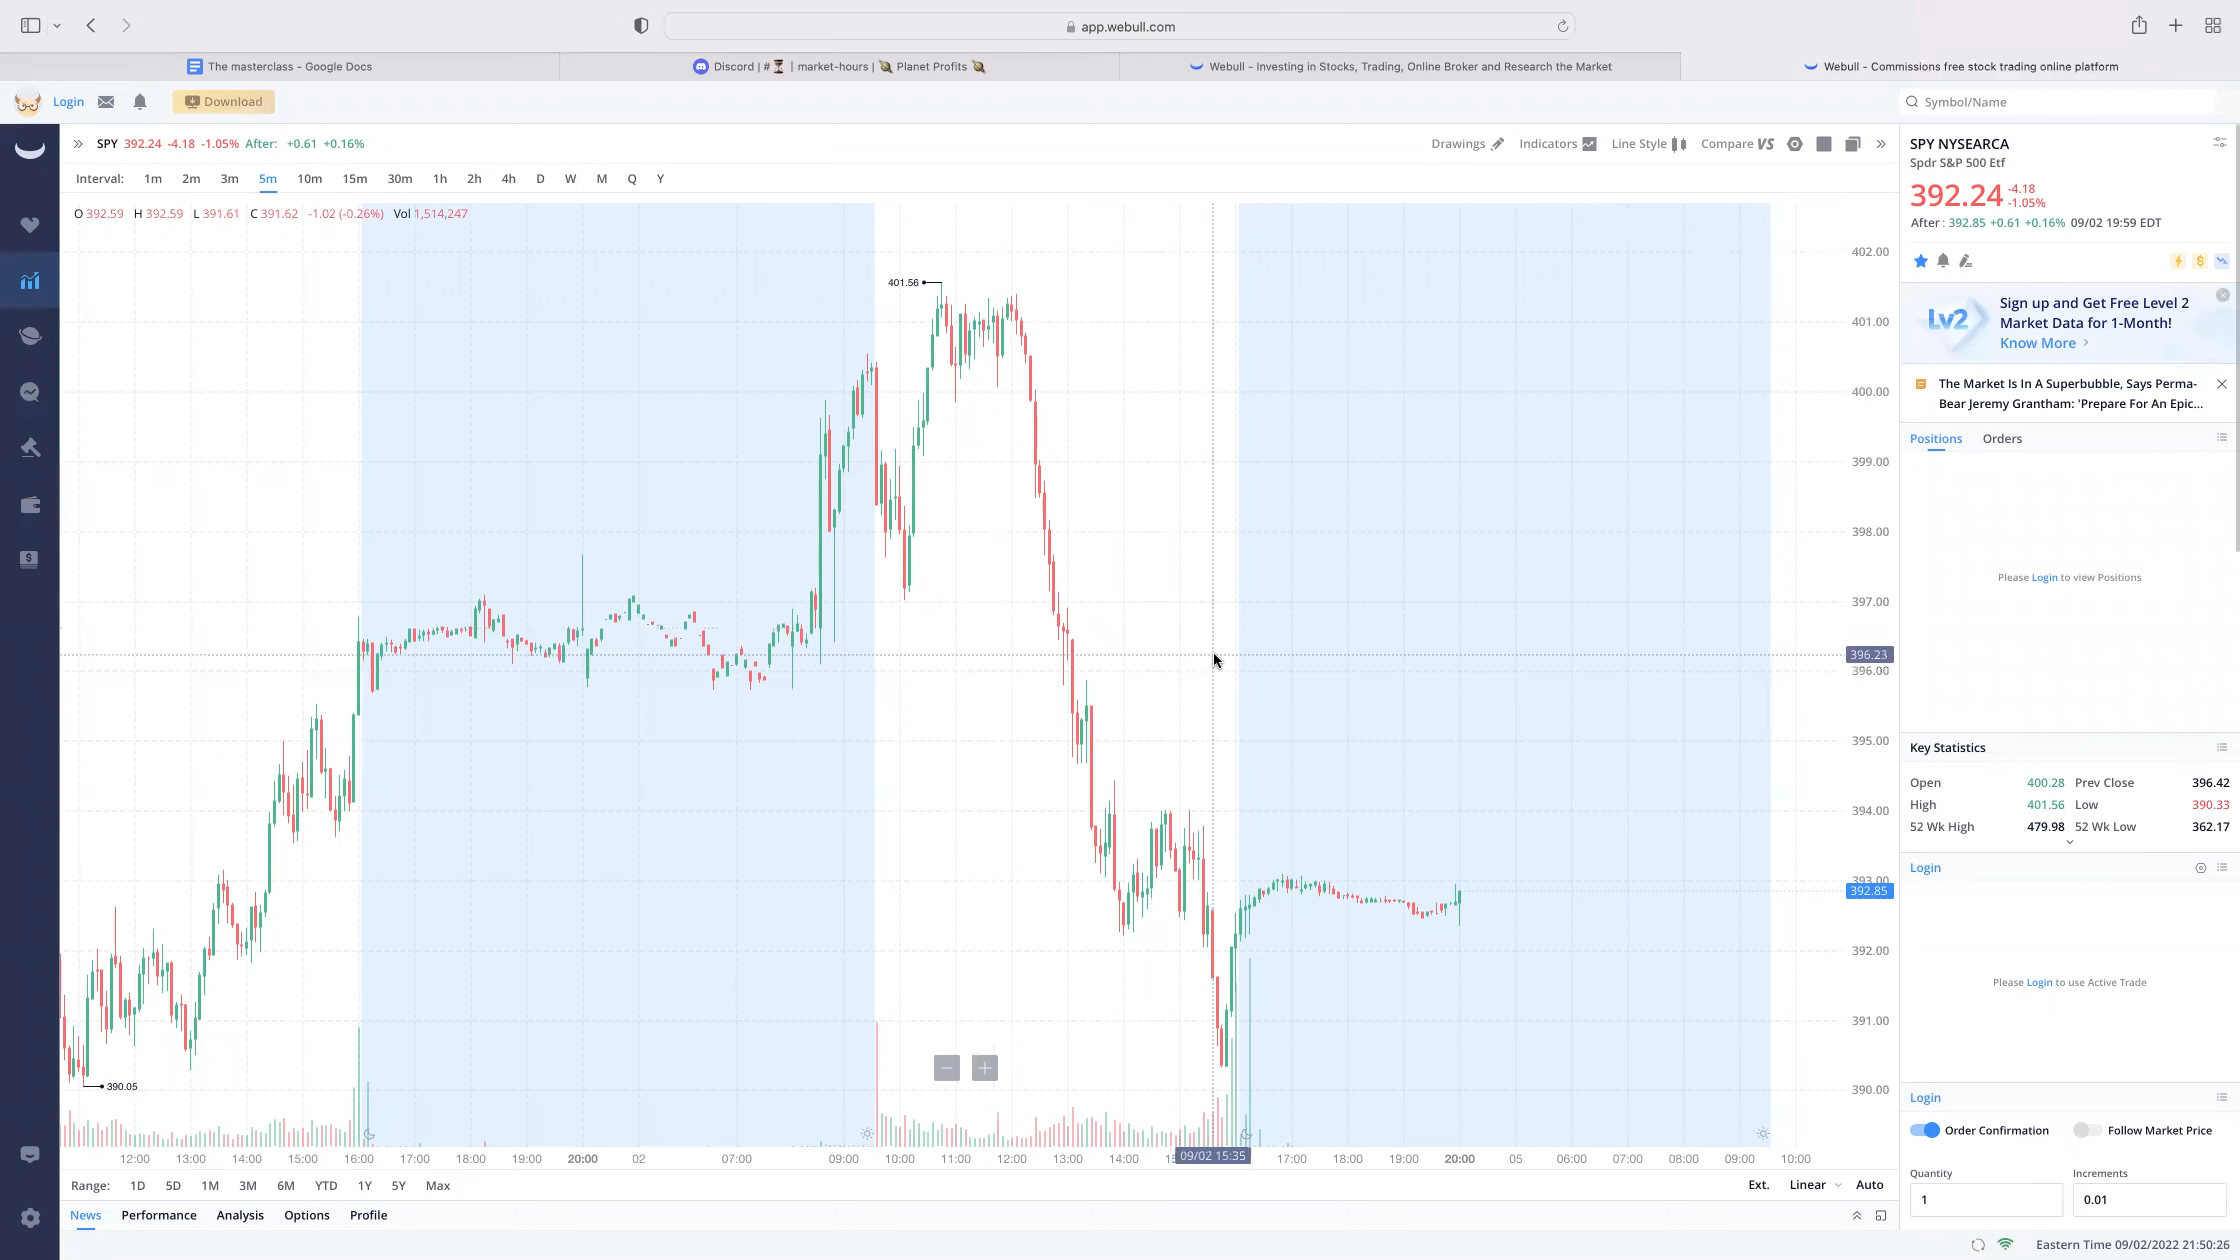 app.webull.com
The masterclass - Google Docs
Discord | #⏳ | market-hours | 🪐 Planet Profits 🪐
Webull - Investing in Stocks, Trading, Online Broker and Research the Market
Webull - Commissions free stock trading online platform
Login
Download
Symbol/Name
SPY 392.24 -4.18 -1.05% After: +0.61 +0.16%
Drawings
Indicators
Line Style
Compare VS
Interval: 1m 2m 3m 5m 10m 15m 30m 1h 2h 4h D W M Q Y
O 392.59 H 392.59 L 391.61 C 391.62 -1.02 (-0.26%) Vol 1,514,247
401.56
390.05
402.00
401.00
400.00
399.00
398.00
397.00
396.23
396.00
395.00
394.00
393.00
392.85
392.00
391.00
390.00
12:00 13:00 14:00 15:00 16:00 17:00 18:00 19:00 20:00 02 07:00 09:00 10:00 11:00 12:00 13:00 14:00 09/02 15:35 17:00 18:00 19:00 20:00 05 06:00 07:00 08:00 09:00 10:00
Range: 1D 5D 1M 3M 6M YTD 1Y 5Y Max
Ext. Linear Auto
News Performance Analysis Options Profile
SPY NYSEARCA
Spdr S&P 500 Etf
392.24 -4.18
-1.05%
After : 392.85 +0.61 +0.16% 09/02 19:59 EDT
Lv2
Sign up and Get Free Level 2
Market Data for 1-Month!
Know More >
The Market Is In A Superbubble, Says Perma-
Bear Jeremy Grantham: 'Prepare For An Epic...
Positions Orders
Please Login to view Positions
Key Statistics
Open 400.28 Prev Close 396.42
High 401.56 Low 390.33
52 Wk High 479.98 52 Wk Low 362.17
Login
Please Login to use Active Trade
Login
Order Confirmation Follow Market Price
Quantity Increments
1 0.01
Eastern Time 09/02/2022 21:50:26